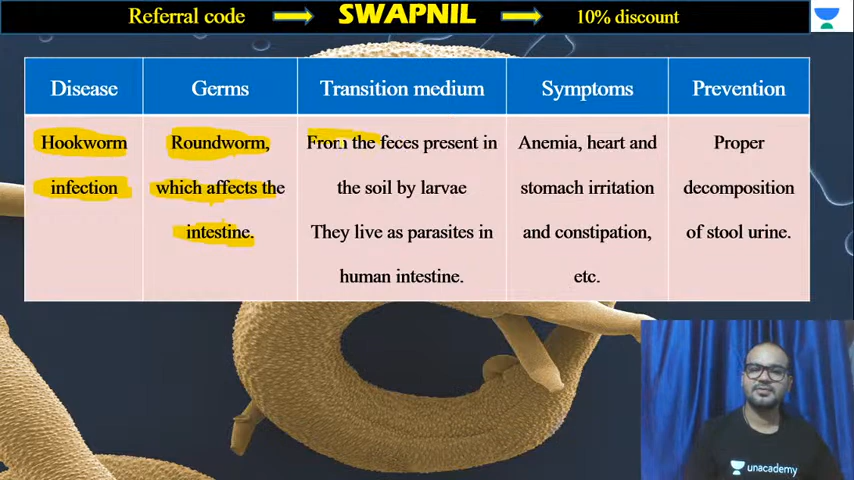 Referral code SWAPNIL 10% discount
Disease Germs Transition medium Symptoms Prevention
Hookworm
infection
Roundworm,
which affects the
intestine.
From the feces present in
the soil by larvae
They live as parasites in
human intestine.
Anemia, heart and
stomach irritation
and constipation,
etc.
Proper
decomposition
of stool urine.
unacademy